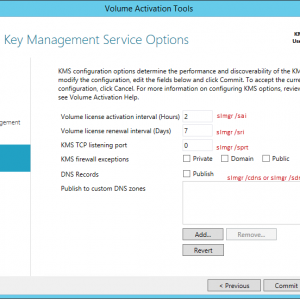 Volume Activation Tools
Key Management Service Options
KM
Use
KMS configuration options determine the performance and discoverability of the KM
modify the configuration, edit the fields below and click Commit. To accept the current
configuration, click Cancel. For more information on configuring KMS options, review
see Volume Activation Help.
agement
Volume license activation interval (Hours) 2 slmgr /sai
Volume license renewal interval (Days) 7 slmgr /sri
KMS TCP listening port 0 slmgr /sprt
KMS firewall exceptions Private Domain Public
DNS Records Publish slmgr /cdns or slmgr /sdns
Publish to custom DNS zones
Add... Remove...
Revert
< Previous Commit